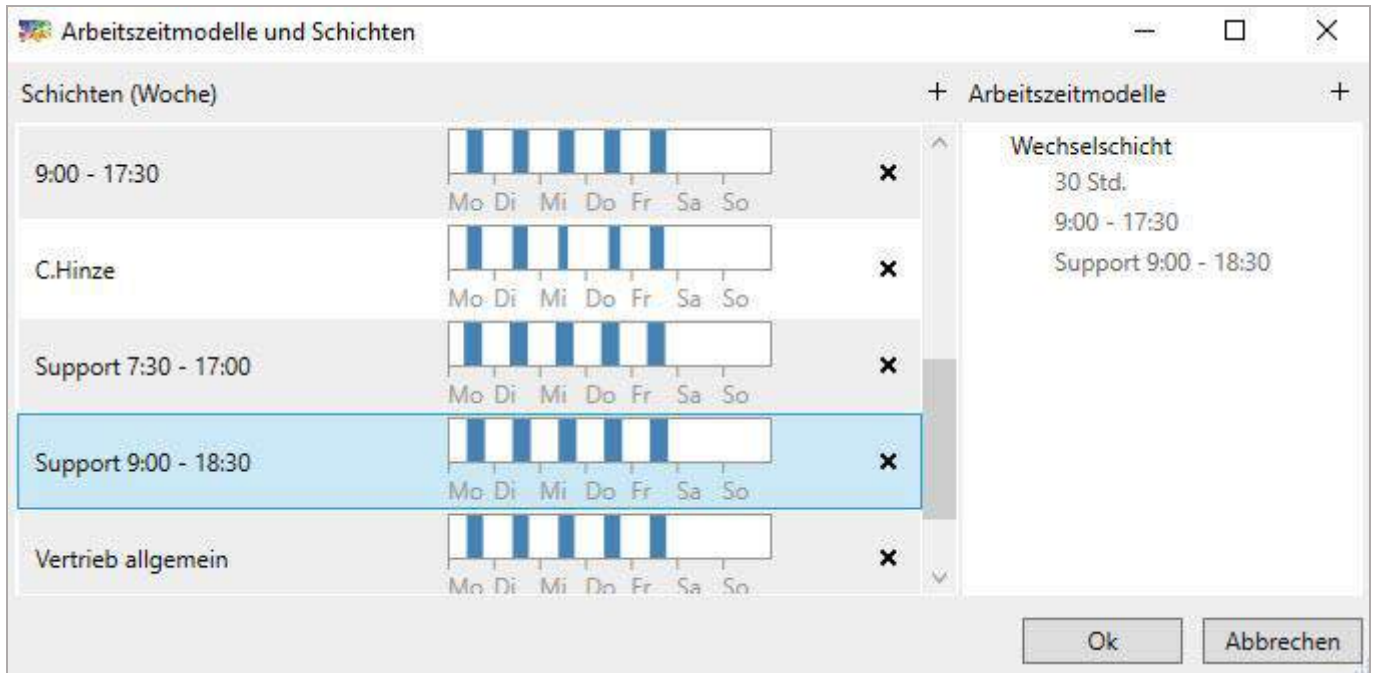 Arbeitszeitmodelle und Schichten
Schichten (Woche)
9:00 - 17:30
Mo Di Mi Do Fr Sa So
C.Hinze
Mo Di Mi Do Fr Sa So
Support 7:30 - 17:00
Mo Di Mi Do Fr Sa So
Support 9:00 - 18:30
Mo Di Mi Do Fr Sa So
Vertrieb allgemein
Mo Di Mi Do Fr Sa So
Arbeitszeitmodelle
Wechselschicht
30 Std.
9:00 - 17:30
Support 9:00 - 18:30
Ok
Abbrechen